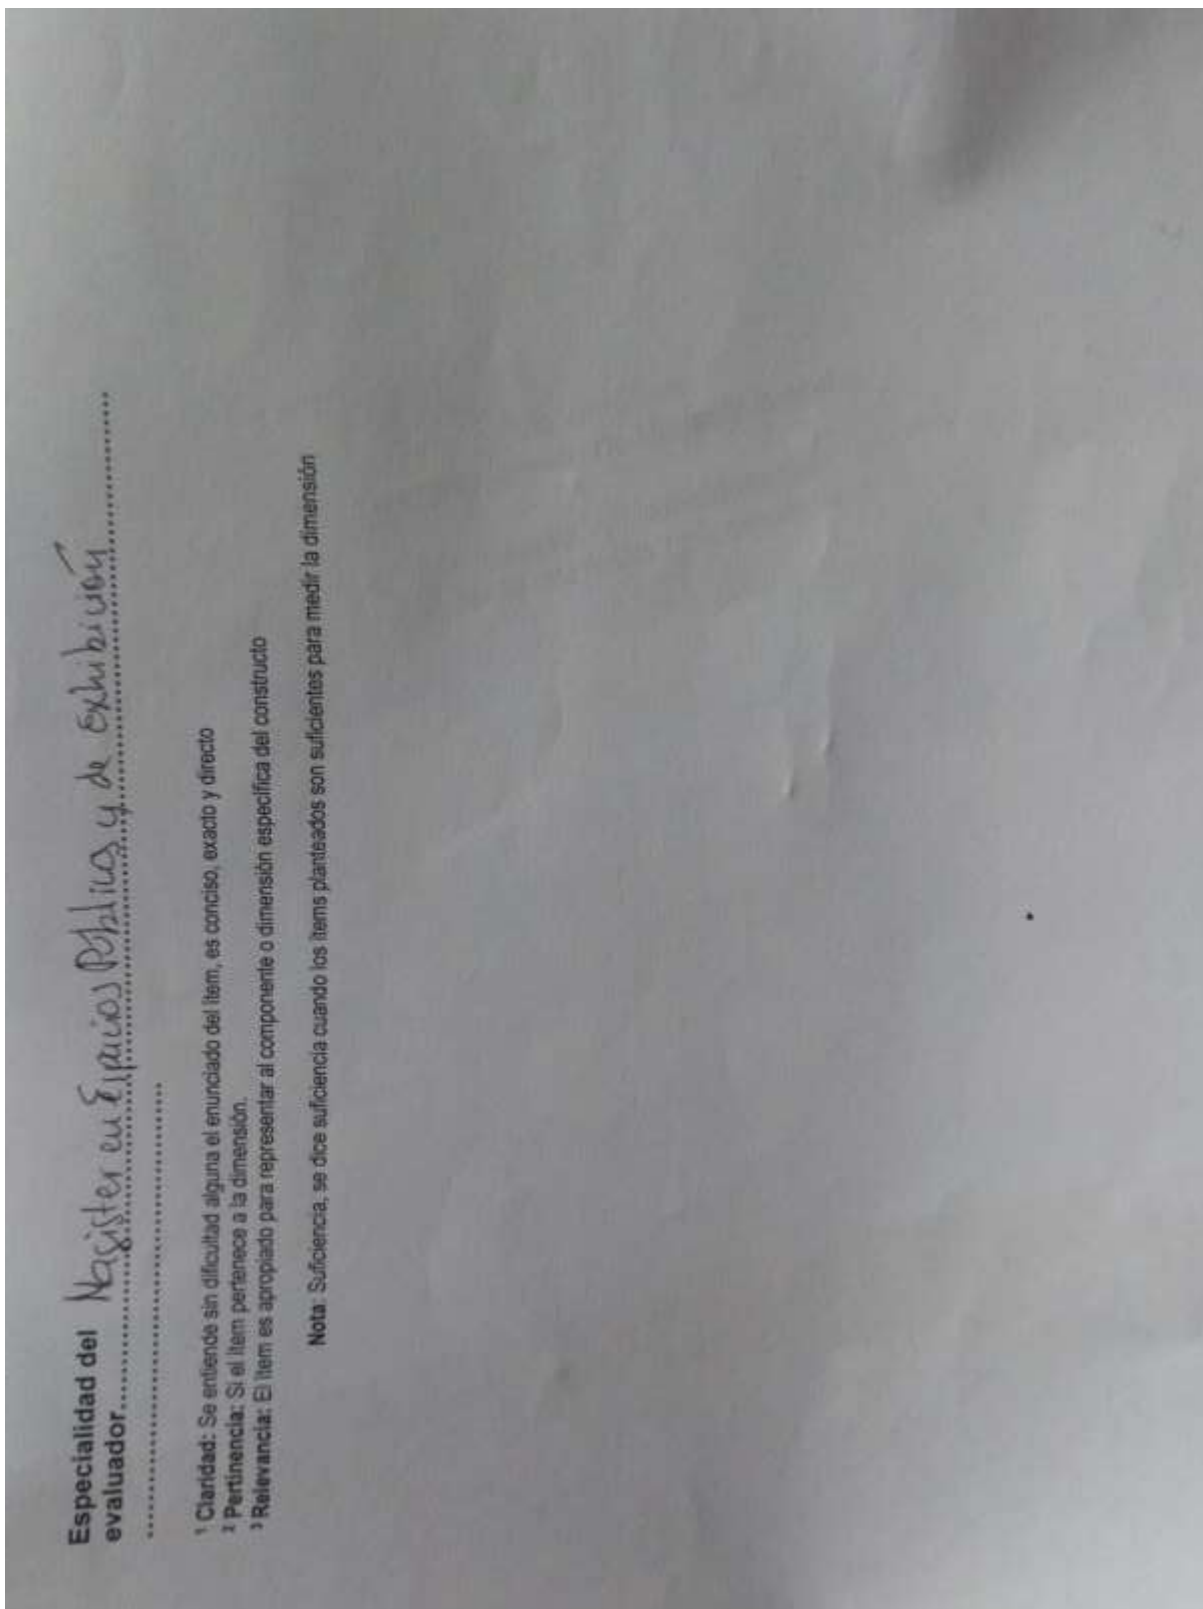 Especialidad del
evaluador....Magister en Espacios Públicos y de exhibición....
....
¹ Claridad: Se entiende sin dificultad alguna el enunciado del ítem, es conciso, exacto y directo
² Pertinencia: Si el ítem pertenece a la dimensión.
³ Relevancia: El ítem es apropiado para representar al componente o dimensión específica del constructo
Nota: Suficiencia, se dice suficiencia cuando los ítems planteados son suficientes para medir la dimensión